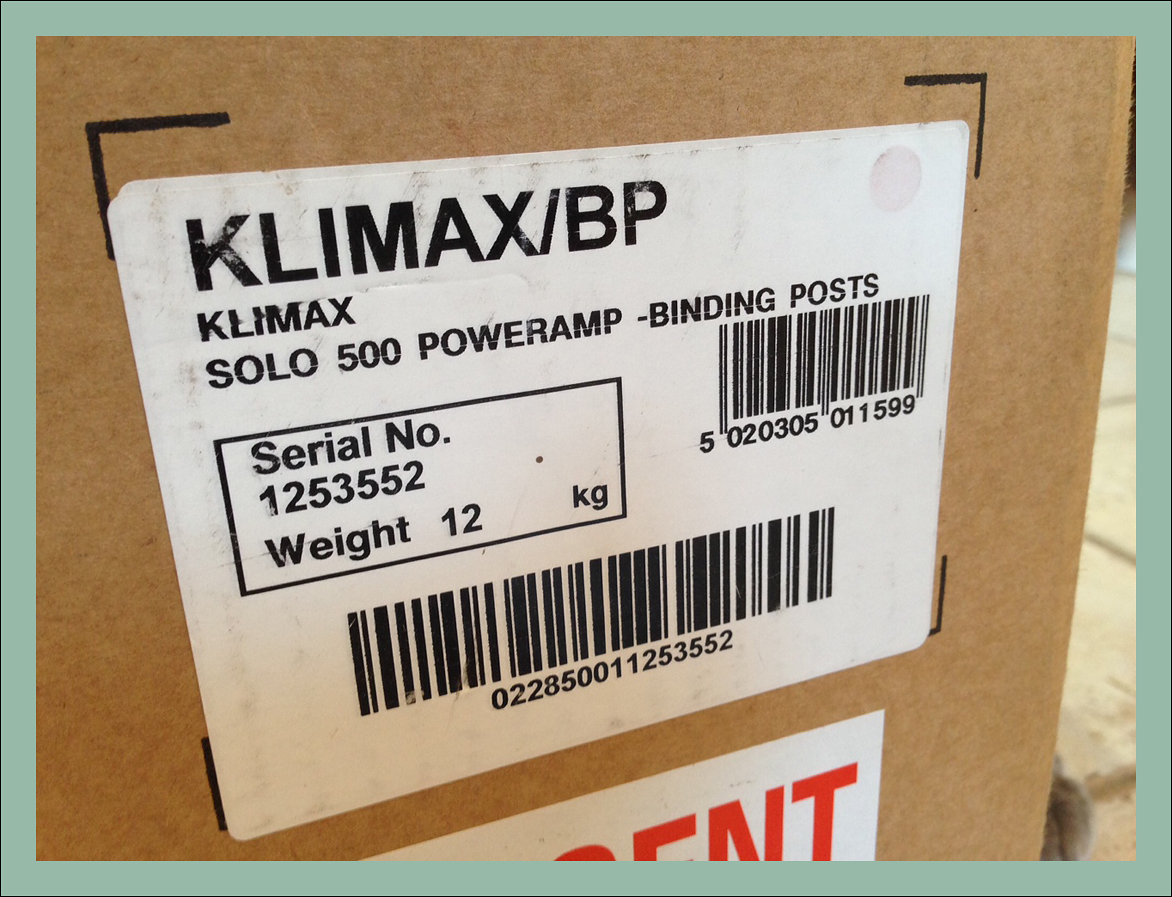 KLIMAX/BP
KLIMAX
SOLO 500 POWERAMP -BINDING POSTS
5 020305 011599
Serial No.
1253552
Weight 12 kg
022850011253552